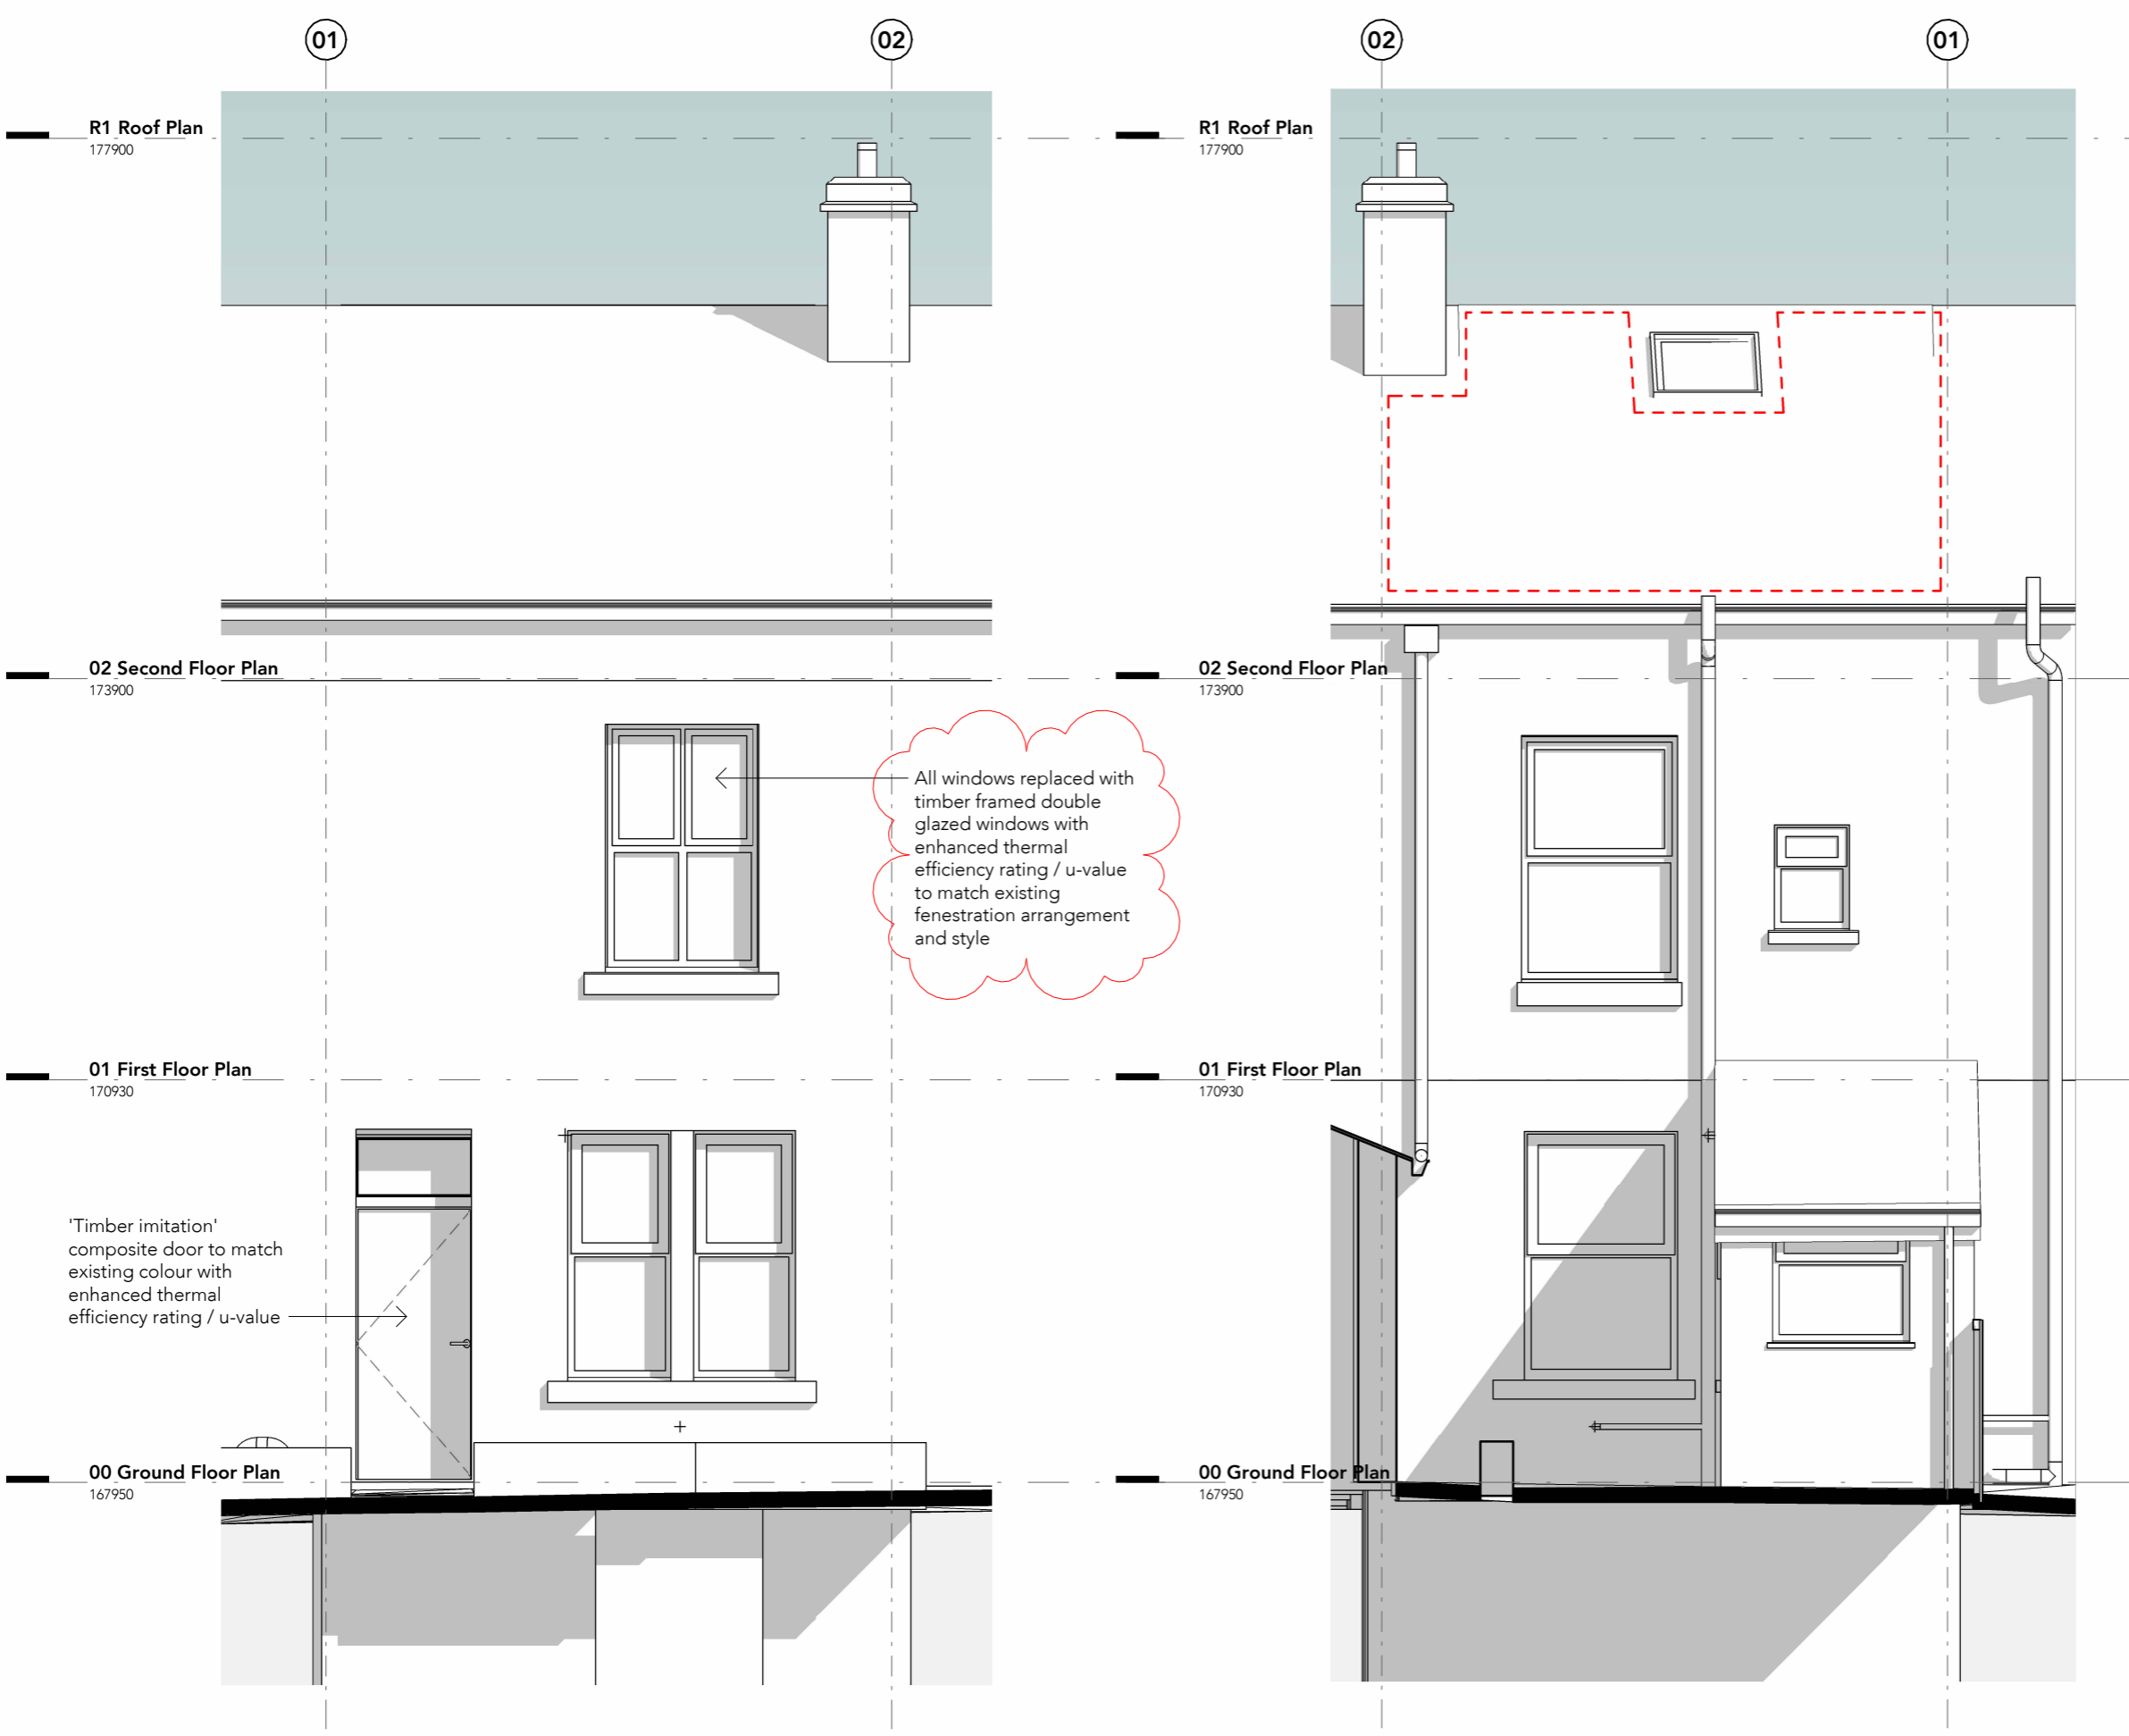 01
02
02
01
R1 Roof Plan
177900
R1 Roof Plan
177900
02 Second Floor Plan
173900
02 Second Floor Plan
173900
All windows replaced with
timber framed double
glazed windows with
enhanced thermal
efficiency rating / u-value
to match existing
fenestration arrangement
and style
01 First Floor Plan
170930
01 First Floor Plan
170930
'Timber imitation'
composite door to match
existing colour with
enhanced thermal
efficiency rating / u-value
00 Ground Floor Plan
167950
00 Ground Floor Plan
167950